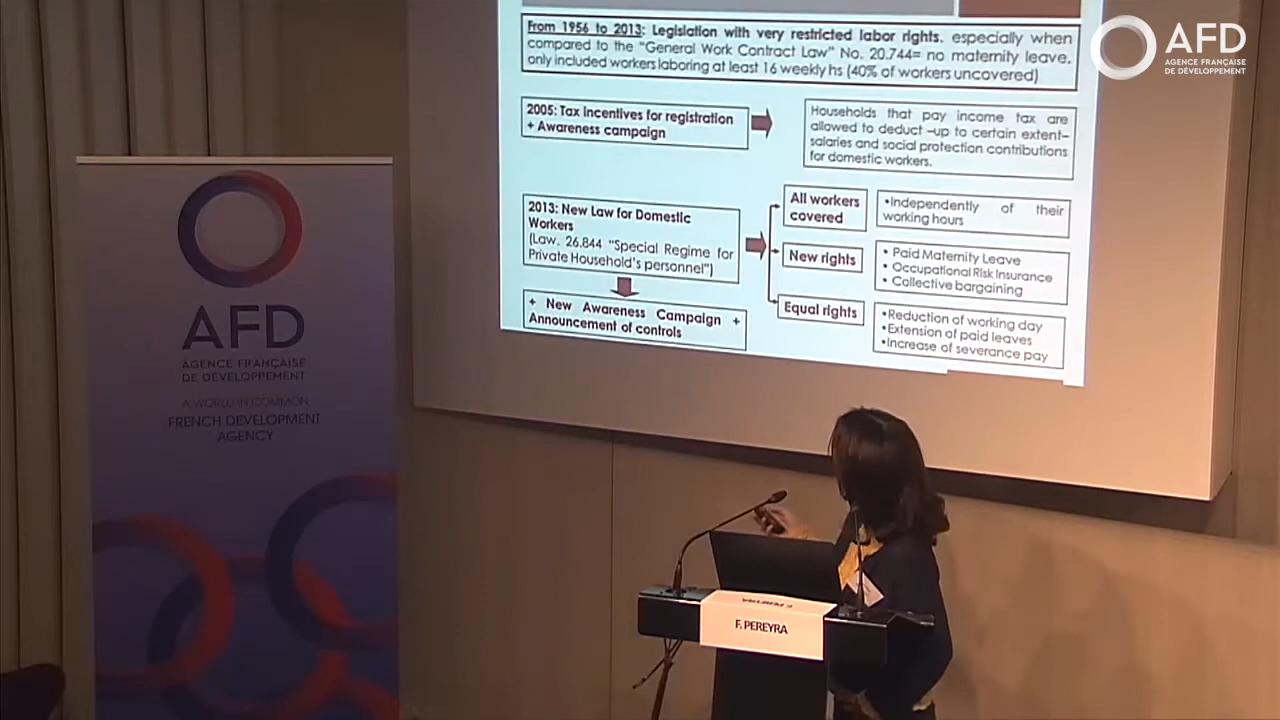 From 1956 to 2013: Legislation with very restricted labor rights. especially when
compared to the "General Work Contract Law" No. 20.744= no maternity leave.
only included workers laboring at least 16 weekly hs (40% of workers uncovered)
2005: Tax incentives for registration
+ Awareness campaign
Households that pay income tax are
allowed to deduct –up to certain extent–
salaries and social protection contributions
for domestic workers.
2013: New Law for Domestic
Workers
(Law. 26.844 "Special Regime for
Private Household's personnel")
+ New Awareness Campaign +
Announcement of controls
All workers
covered
•Independently of their
working hours
New rights
• Paid Maternity Leave
• Occupational Risk Insurance
• Collective bargaining
Equal rights
•Reduction of working day
•Extension of paid leaves
•Increase of severance pay
AFD
AGENCE FRANÇAISE
DE DÉVELOPPEMENT
AFD
AGENCE FRANÇAISE
DE DÉVELOPPEMENT
A WORLD IN COMMON
FRENCH DEVELOPMENT
AGENCY
F. PEREYRA